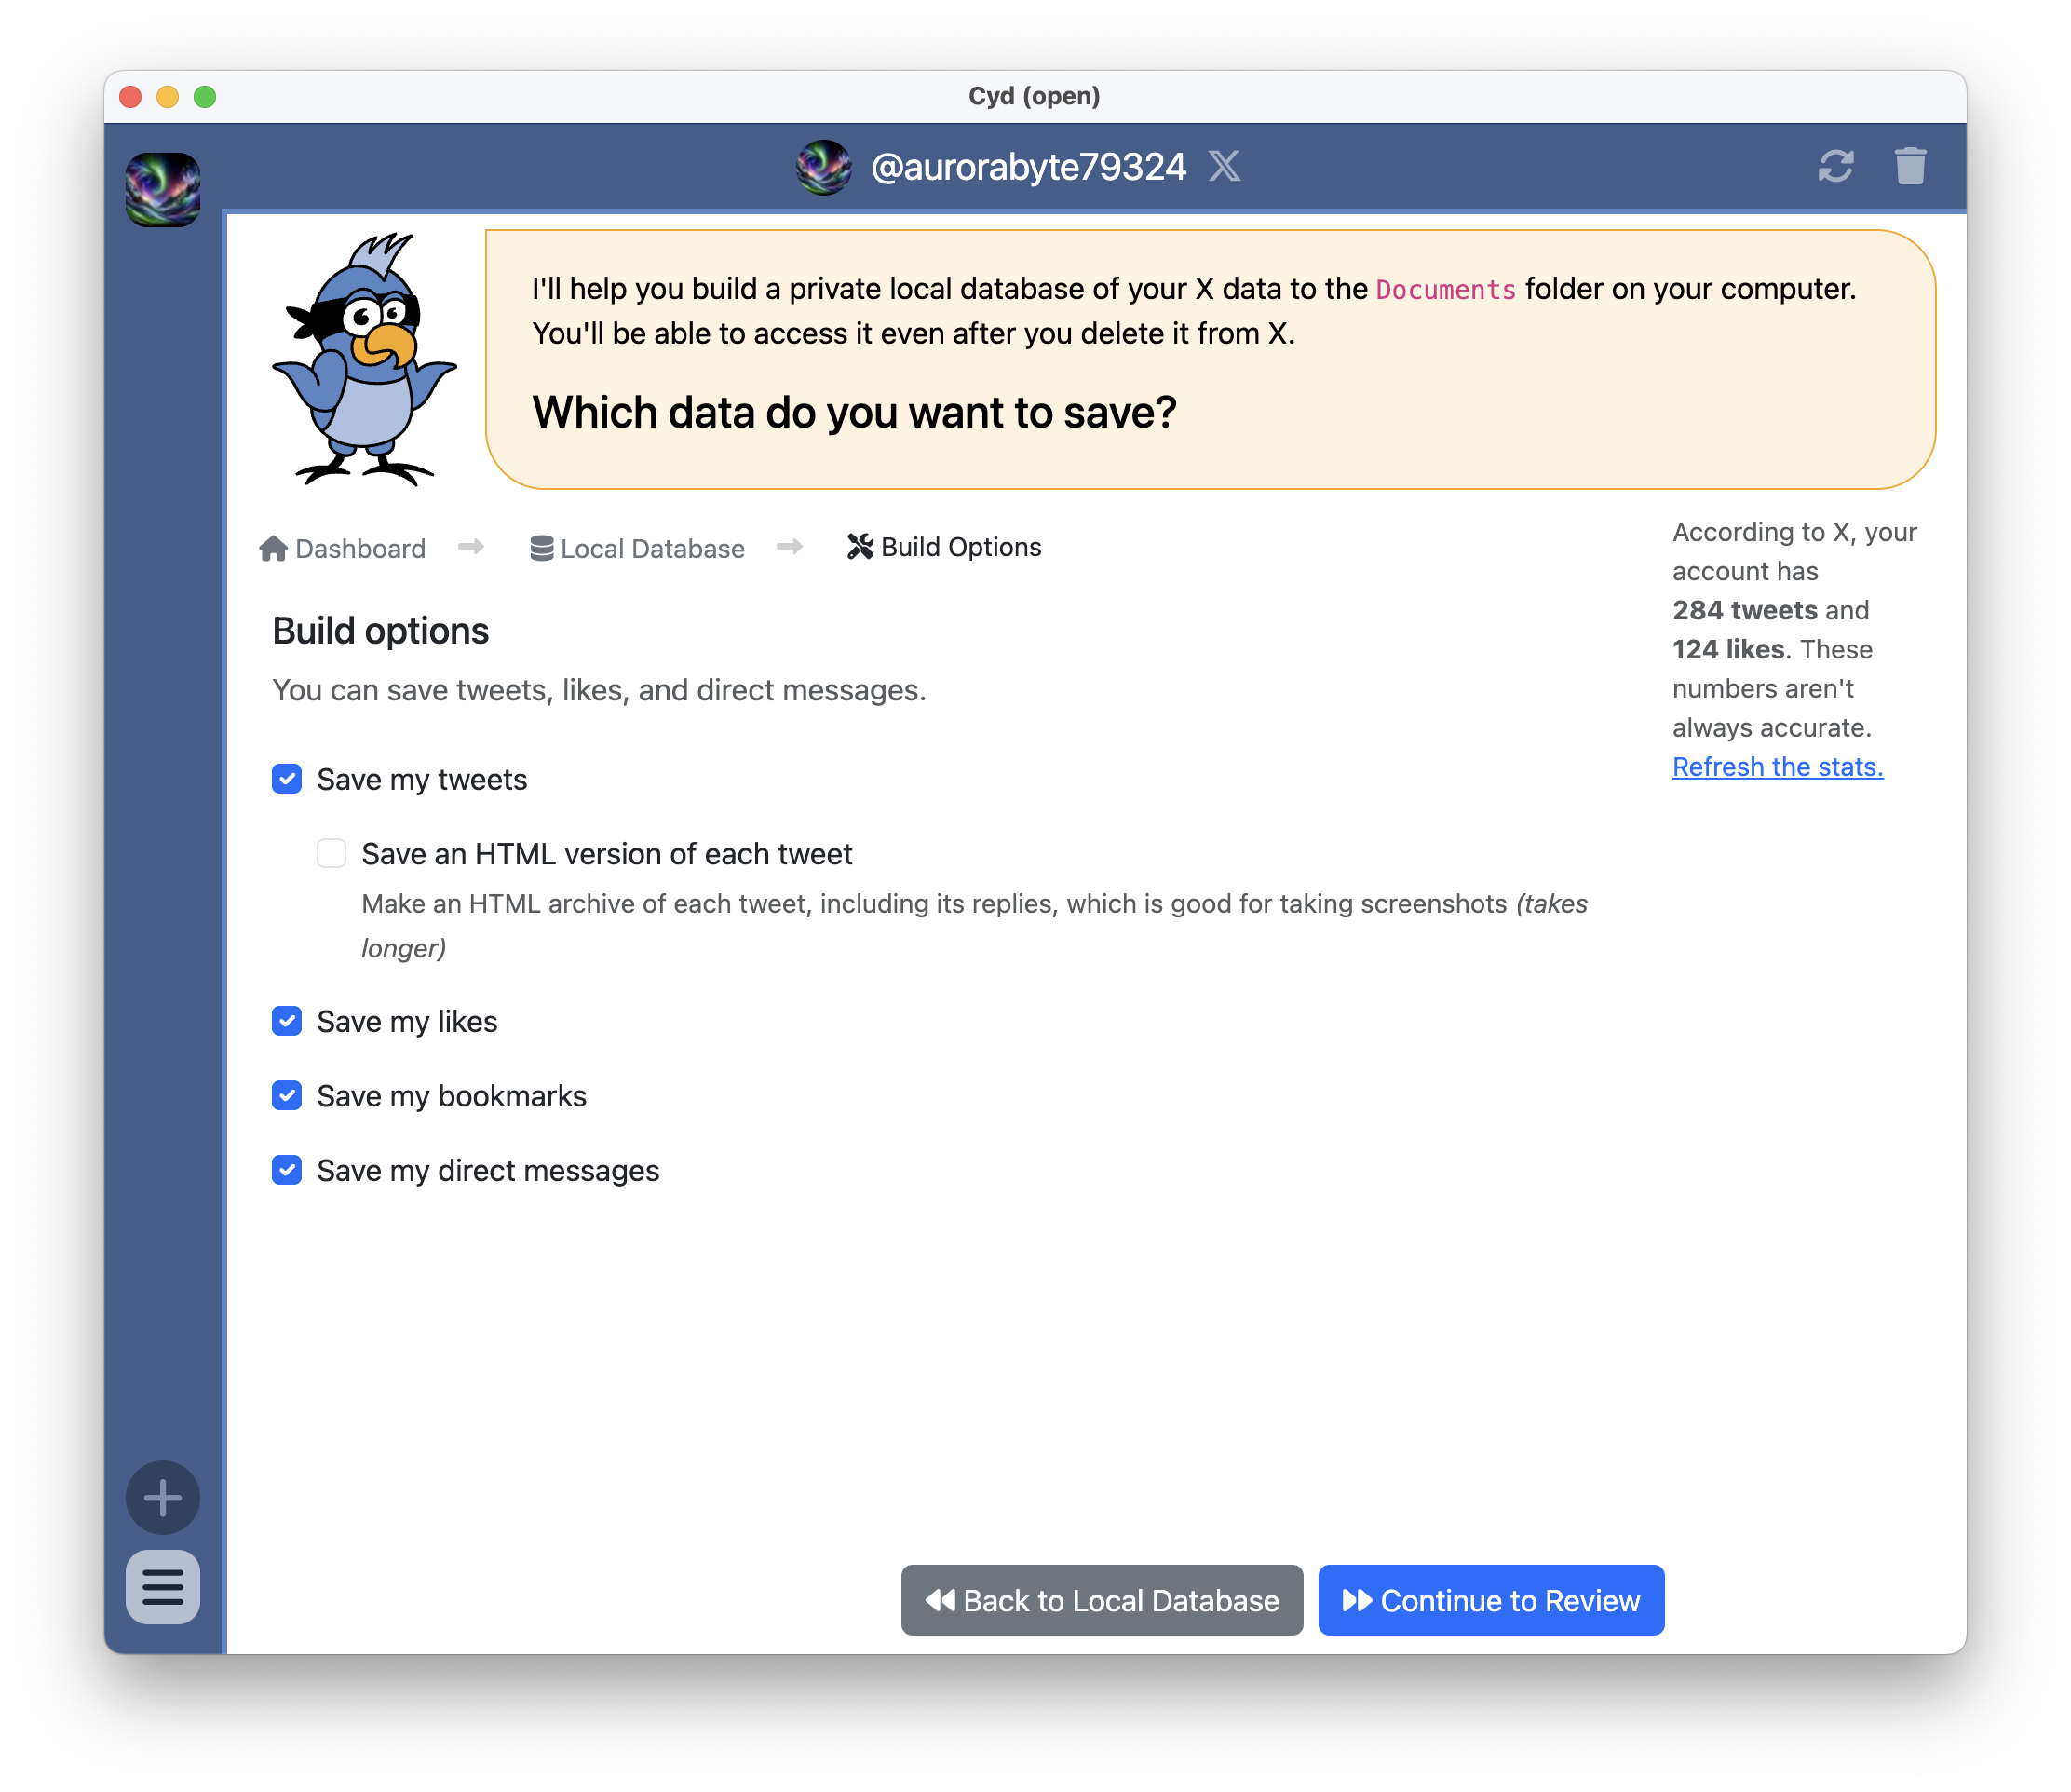 Cyd (open)
@aurorabyte79324
I'll help you build a private local database of your X data to the Documents folder on your computer.
You'll be able to access it even after you delete it from X.
Which data do you want to save?
Dashboard
Local Database
Build Options
According to X, your
account has
284 tweets and
124 likes. These
numbers aren't
always accurate.
Refresh the stats.
Build options
You can save tweets, likes, and direct messages.
Save my tweets
Save an HTML version of each tweet
Make an HTML archive of each tweet, including its replies, which is good for taking screenshots (takes
longer)
Save my likes
Save my bookmarks
Save my direct messages
Back to Local Database
Continue to Review